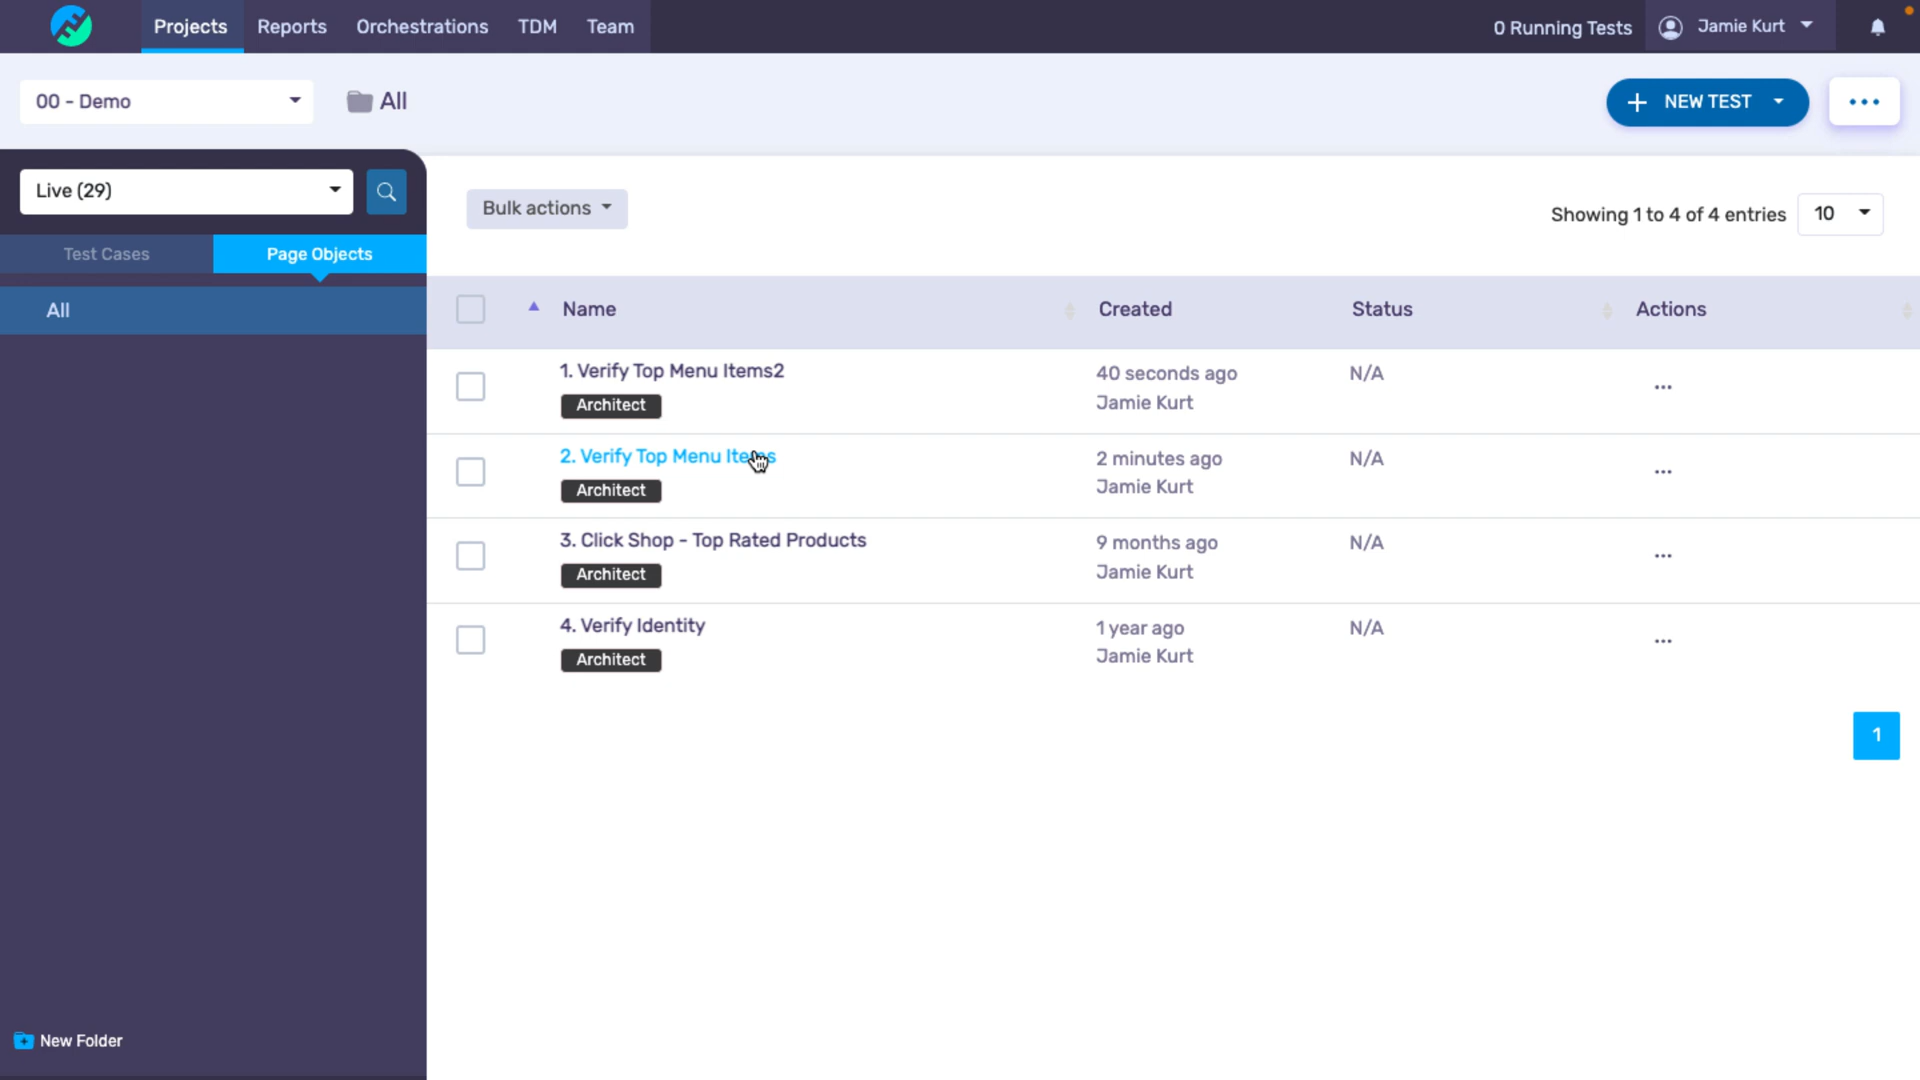 Projects Reports Orchestrations TDM Team 0 Running Tests Jamie Kurt
00 - Demo All NEW TEST
Live (29)
Bulk actions Showing 1 to 4 of 4 entries 10
Test Cases Page Objects
All
Name Created Status Actions
1. Verify Top Menu Items2 40 seconds ago N/A
Architect Jamie Kurt
2. Verify Top Menu Items 2 minutes ago N/A
Architect Jamie Kurt
3. Click Shop - Top Rated Products 9 months ago N/A
Architect Jamie Kurt
4. Verify Identity 1 year ago N/A
Architect Jamie Kurt
1
New Folder